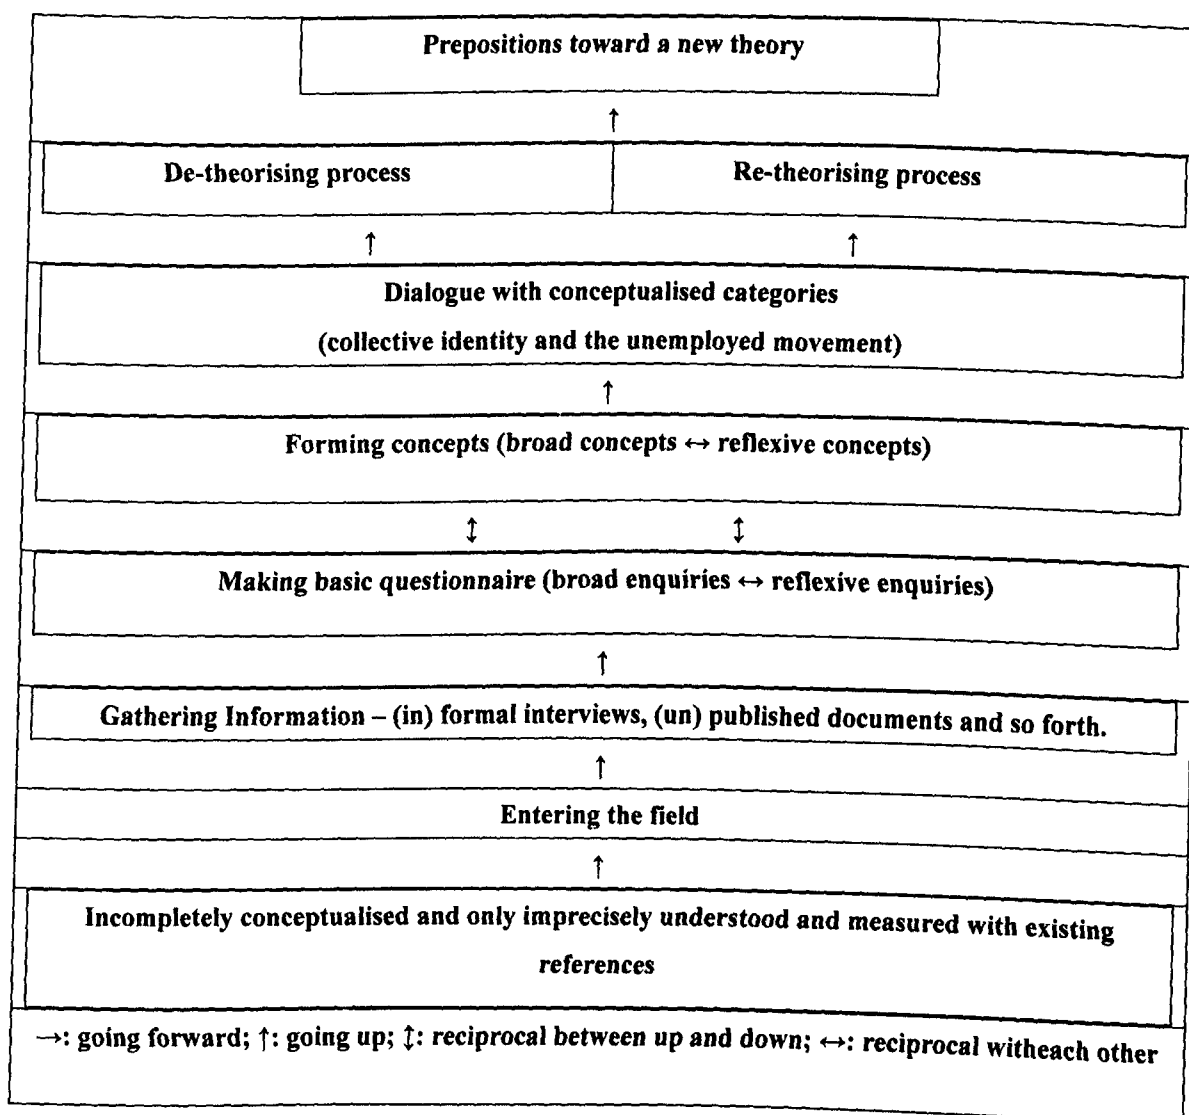 Prepositions toward a new theory
↑
De-theorising process Re-theorising process
↑ ↑
Dialogue with conceptualised categories
(collective identity and the unemployed movement)
↑
Forming concepts (broad concepts ↔ reflexive concepts)
↕ ↕
Making basic questionnaire (broad enquiries ↔ reflexive enquiries)
↑
Gathering Information – (in) formal interviews, (un) published documents and so forth.
↑
Entering the field
↑
Incompletely conceptualised and only imprecisely understood and measured with existing
references
→: going forward; ↑: going up; ↕: reciprocal between up and down; ↔: reciprocal witheach other